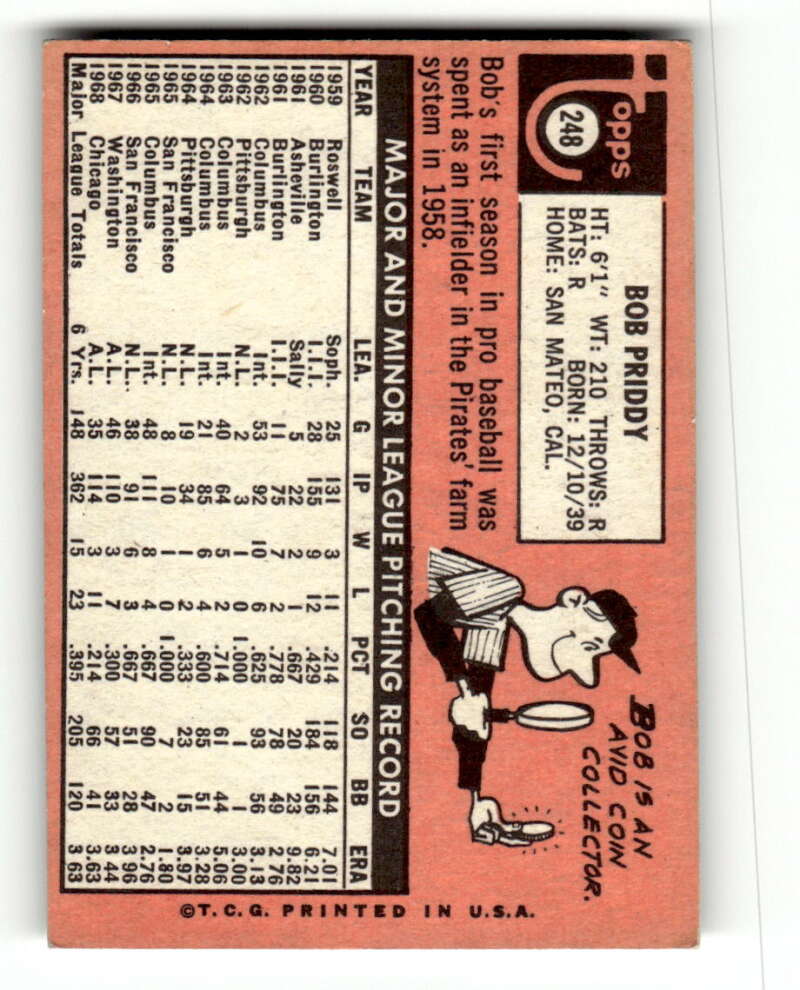 Topps
248
BOB PRIDDY
HT: 6'1" WT: 210 THROWS: R
BATS: R BORN: 12/10/39
HOME: SAN MATEO, CAL.
BOB IS AN
AVID COIN
COLLECTOR.
Bob's first season in pro baseball was
spent as an infielder in the Pirates' farm
system in 1958.
MAJOR AND MINOR LEAGUE PITCHING RECORD
YEAR TEAM LEA. G IP W L PCT SO BB ERA
1959 Roswell Soph. 25 131 3 11 .214 118 144 7.01
1960 Burlington I.I.I. 28 155 9 12 .429 184 156 6.21
1961 Asheville Sally 5 22 2 1 .667 20 23 9.82
1961 Burlington I.I.I. 11 75 7 2 .778 78 49 2.76
1962 Columbus Int. 53 92 10 6 .625 93 56 3.13
1962 Pittsburgh N.L. 2 3 1 0 1.000 1 1 3.00
1963 Columbus Int. 40 64 5 2 .714 61 44 5.06
1964 Columbus Int. 21 85 6 4 .600 85 51 3.28
1964 Pittsburgh N.L. 19 34 1 2 .333 23 15 3.97
1965 San Francisco N.L. 8 10 1 0 1.000 7 2 1.80
1965 Columbus Int. 48 111 8 4 .667 90 47 2.76
1966 San Francisco N.L. 38 91 6 3 .667 51 28 3.96
1967 Washington A.L. 46 110 3 7 .300 57 33 3.44
1968 Chicago A.L. 35 114 3 11 .214 66 41 3.63
Major League Totals 6 Yrs. 148 362 15 23 .395 205 120 3.63
©T.C.G. PRINTED IN U.S.A.